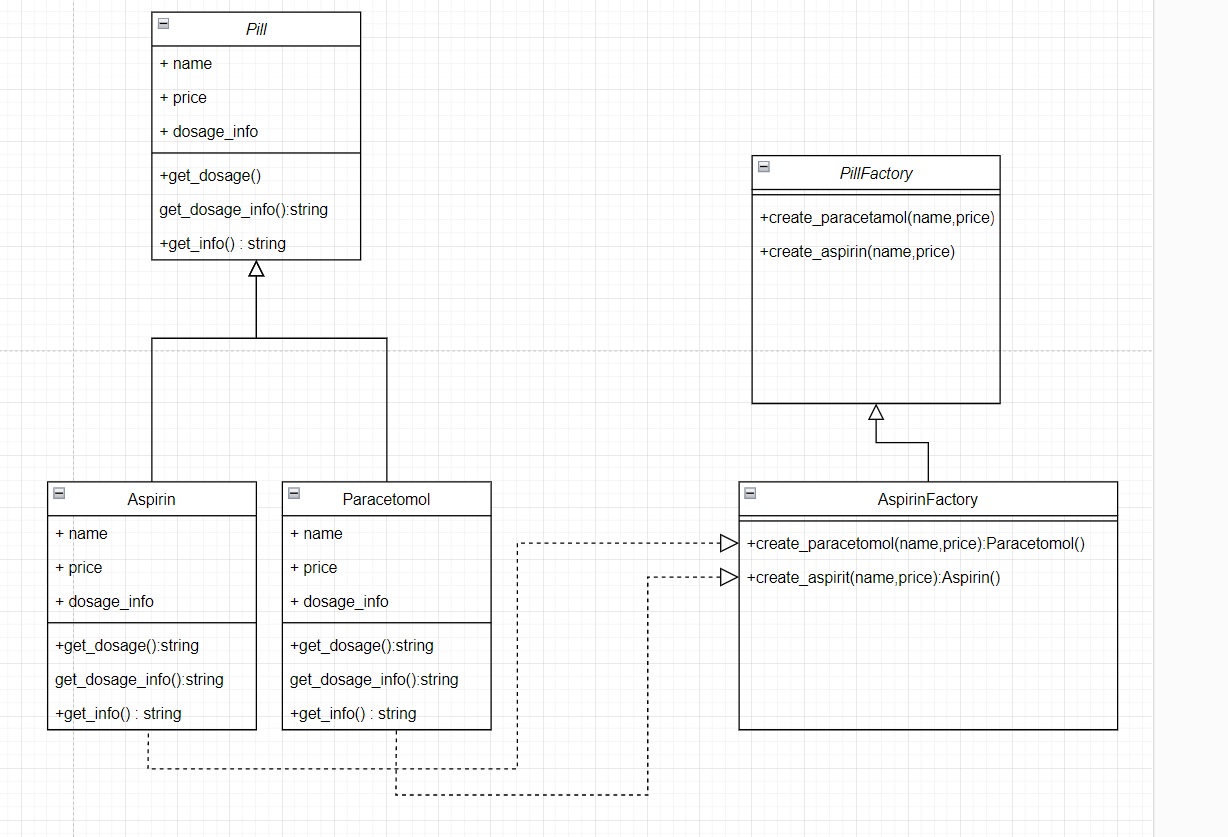 Pill
+ name
+ price
+ dosage_info
+get_dosage()
get_dosage_info():string
+get_info() : string
PillFactory
+create_paracetamol(name,price)
+create_aspirin(name,price)
Aspirin
+ name
+ price
+ dosage_info
+get_dosage():string
get_dosage_info():string
+get_info() : string
Paracetomol
+ name
+ price
+ dosage_info
+get_dosage():string
get_dosage_info():string
+get_info() : string
AspirinFactory
+create_paracetomol(name,price):Paracetomol()
+create_aspirit(name,price):Aspirin()